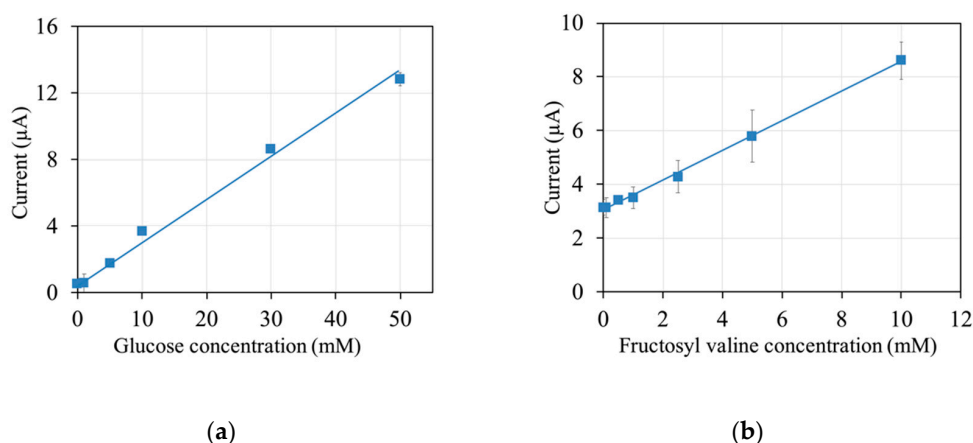 16
12
8
4
0
Current (µA)
0 10 20 30 40 50
Glucose concentration (mM)
(a)
10
8
6
4
2
0
Current (µA)
0 2 4 6 8 10 12
Fructosyl valine concentration (mM)
(b)